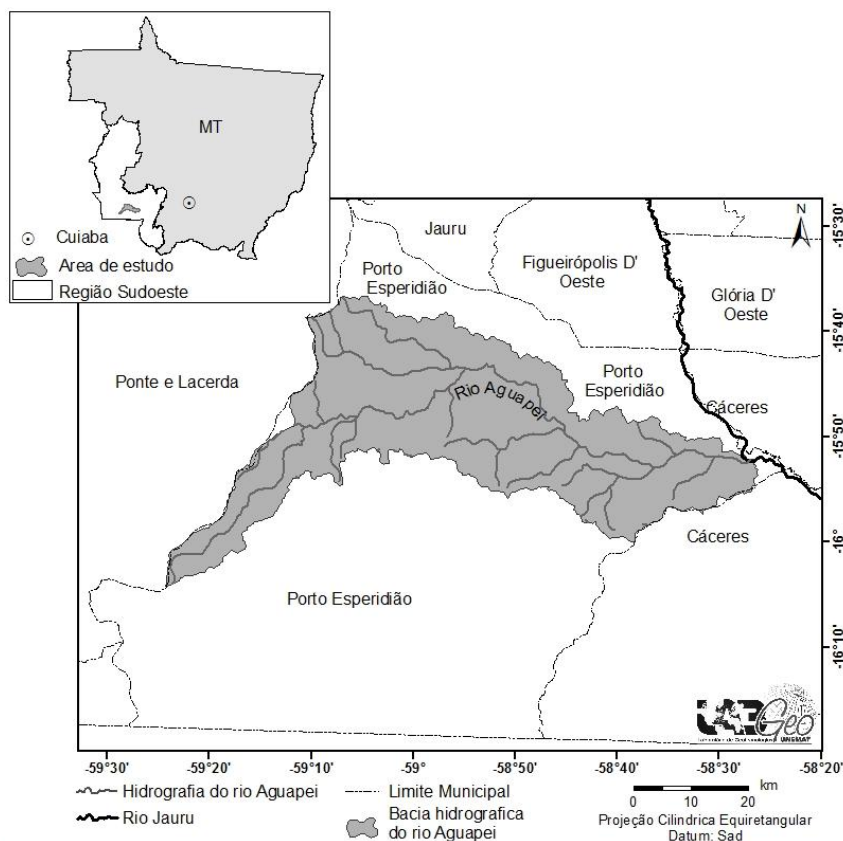 MT
Cuiaba
Area de estudo
Região Sudoeste
N
Jauru
Porto
Esperidião
Figueirópolis D'
Oeste
Glória D'
Oeste
Ponte e Lacerda
Porto
Esperidião
Rio Aguapeí
Cáceres
Cáceres
Porto Esperidião
-15°30'
-15°40'
-15°50'
-16°
-16°10'
Geo
UNEMAT
-59°30'
-59°20'
-59°10'
-59°
-58°50'
-58°40'
-58°30'
-58°20'
Hidrografia do rio Aguapei
Rio Jauru
Limite Municipal
Bacia hidrografica
do rio Aguapei
km
0 10 20
Projeção Cilindrica Equiretangular
Datum: Sad